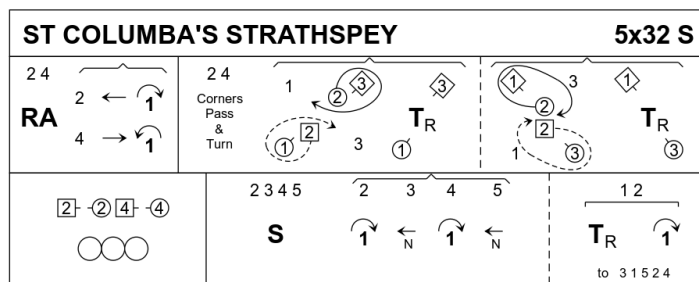 ST COLUMBA'S STRATHSPEY 5x32 S
2 4
RA
2 ← 1
4 → 1
2 4
Corners
Pass
&
Turn
1 2 3 3
T R
2 1 3 1
1 3 1
2
T R
2 1 3 3
2 2 4 4
2 3 4 5
S
2 3 4 5
1 N 1 N
1 2
T R 1
to 3 1 5 2 4